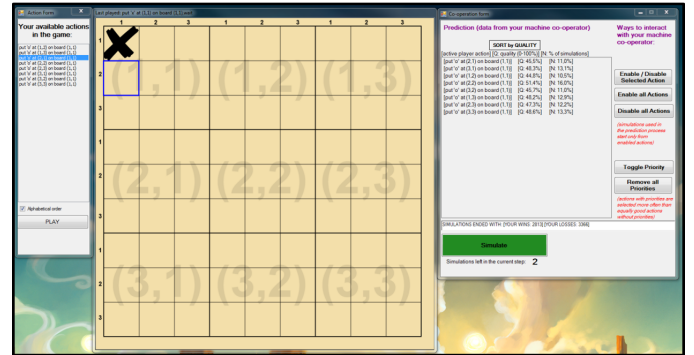 Action Form
Your available actions in the game:
put 'o' at (1,2) on board (1,1)
put 'o' at (1,3) on board (1,1)
put 'o' at (2,1) on board (1,1)
put 'o' at (2,2) on board (1,1)
put 'o' at (2,3) on board (1,1)
put 'o' at (3,1) on board (1,1)
put 'o' at (3,2) on board (1,1)
put 'o' at (3,3) on board (1,1)
Alphabetical order
PLAY
1 2 3 1 2 3 1 2 3
1
2
3
1
2
3
1
2
3
(1,1) (1,2) (1,3)
(2,1) (2,2) (2,3)
(3,1) (3,2) (3,3)
Co-operation form
Prediction (data from your machine co-operator)
SORT by QUALITY
[active player action] [Q: quality (0-100%)] [N: % of simulations]
[put 'o' at (2,1) on board (1,1)] [Q: 45,5%] [N: 11,0%]
[put 'o' at (3,1) on board (1,1)] [Q: 48,3%] [N: 13,1%]
[put 'o' at (1,2) on board (1,1)] [Q: 44,8%] [N: 10,5%]
[put 'o' at (2,2) on board (1,1)] [Q: 51,4%] [N: 16,0%]
[put 'o' at (3,2) on board (1,1)] [Q: 45,7%] [N: 11,0%]
[put 'o' at (1,3) on board (1,1)] [Q: 48,2%] [N: 12,9%]
[put 'o' at (2,3) on board (1,1)] [Q: 47,3%] [N: 12,2%]
[put 'o' at (3,3) on board (1,1)] [Q: 48,6%] [N: 13,3%]
SIMULATIONS ENDED WITH: [YOUR WINS: 2813] [YOUR LOSSES: 3366]
Simulate
Simulations left in the current step: 2
Ways to interact with your machine co-operator:
Enable / Disable Selected Action
Enable all Actions
Disable all Actions
(simulations used in the prediction process start only from enabled actions)
Toggle Priority
Remove all Priorities
(actions with priorities are selected more often than equally good actions without priorities)